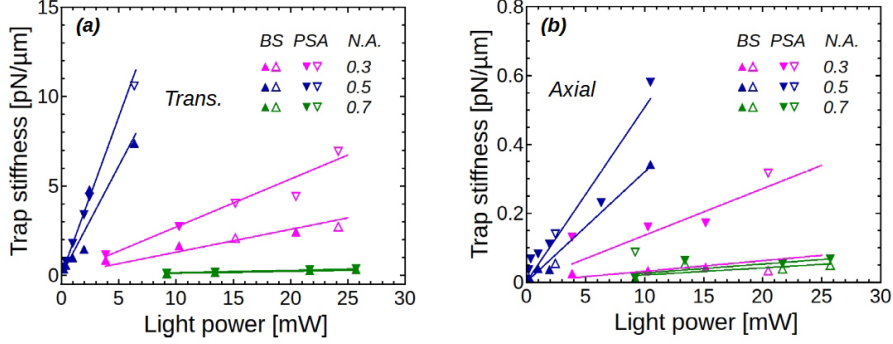 (a)
BS PSA N.A.
0.3
0.5
0.7
Trans.
Trap stiffness [pN/µm]
15
10
5
0
0 5 10 15 20 25 30
Light power [mW]
(b)
BS PSA N.A.
0.3
0.5
0.7
Axial
Trap stiffness [pN/µm]
0.8
0.6
0.4
0.2
0
0 5 10 15 20 25 30
Light power [mW]